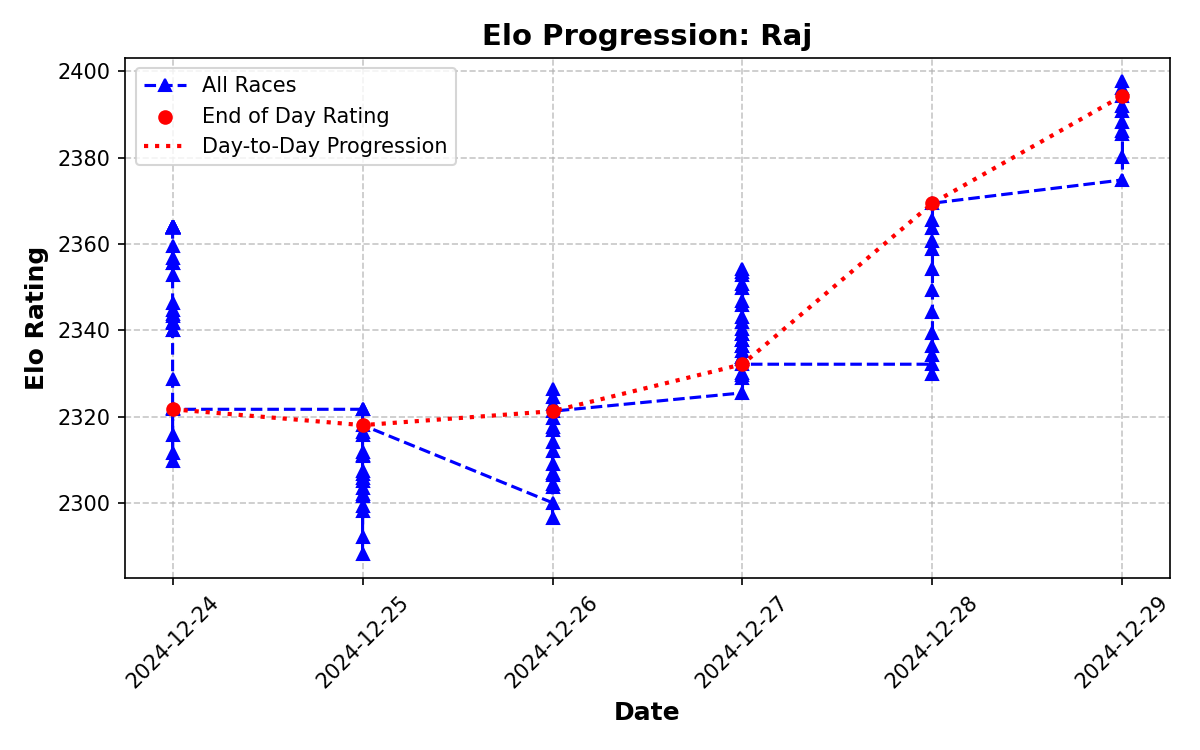 Elo Progression: Raj
All Races
End of Day Rating
Day-to-Day Progression
Elo Rating
2400
2380
2360
2340
2320
2300
2024-12-24
2024-12-25
2024-12-26
2024-12-27
2024-12-28
2024-12-29
Date